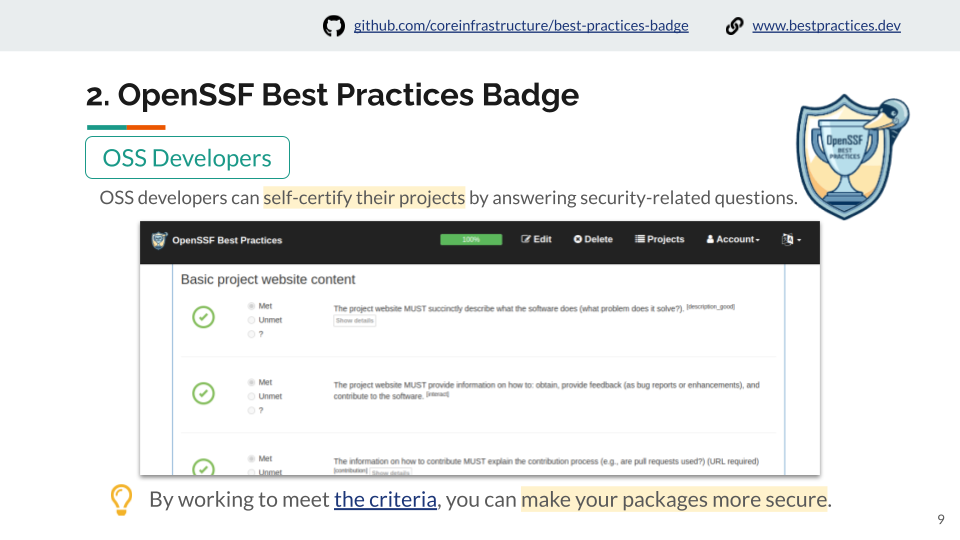 github.com/coreinfrastructure/best-practices-badge www.bestpractices.dev
2. OpenSSF Best Practices Badge
OpenSSF
BEST
PRACTICES
OSS Developers
OSS developers can self-certify their projects by answering security-related questions.
OpenSSF Best Practices 100% Edit Delete Projects Account
Basic project website content
Met
Unmet
?
The project website MUST succinctly describe what the software does (what problem does it solve?). [description_good]
Show details
Met
Unmet
?
The project website MUST provide information on how to: obtain, provide feedback (as bug reports or enhancements), and
contribute to the software. [interact]
Met
Unmet
The information on how to contribute MUST explain the contribution process (e.g., are pull requests used?) (URL required)
[contribution] Show details
By working to meet the criteria, you can make your packages more secure.
9